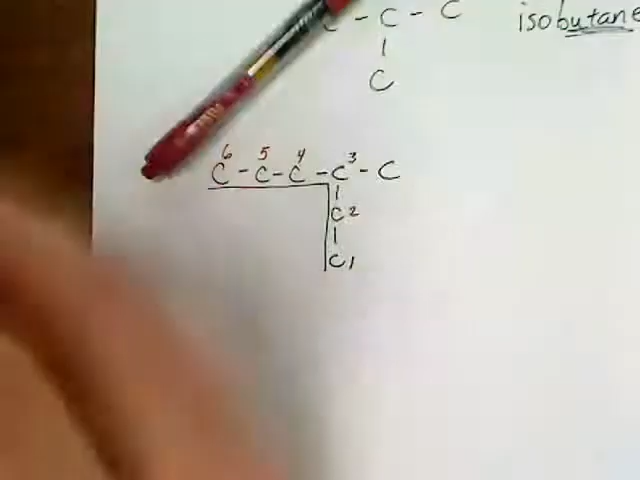 - C - C isobutane
|
C
6 5 4 3
C - C - C - C - C
|
C 2
|
C 1